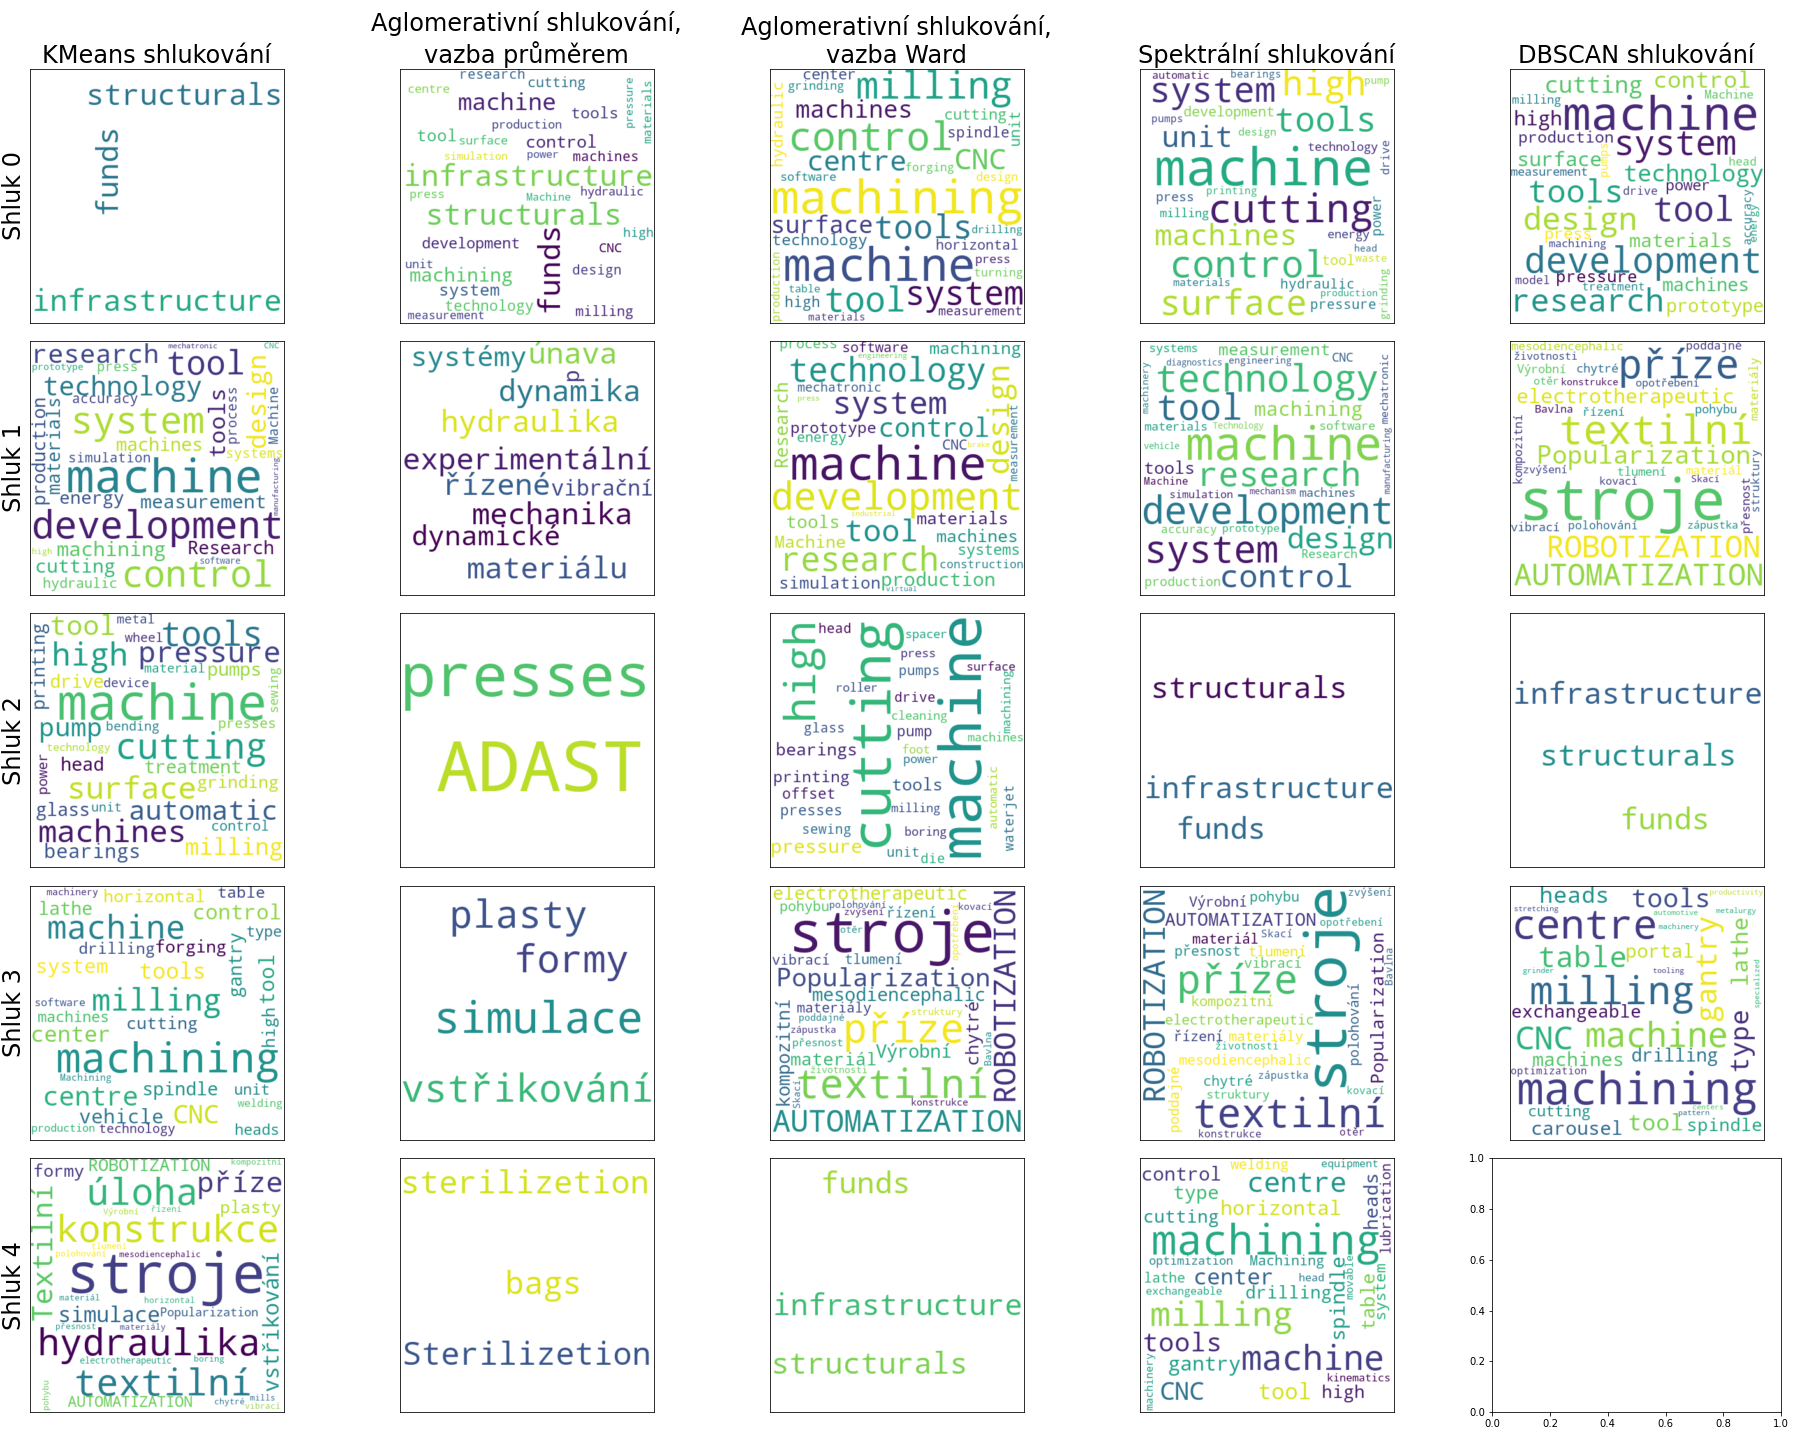 KMeans shlukování
Aglomerativní shlukování,
vazba průměrem
Aglomerativní shlukování,
vazba Ward
Spektrální shlukování
DBSCAN shlukování
Shluk 0
structurals
funds
infrastructure
research
cutting
centre
machine
tools
pressure
materials
production
tool
surface
control
simulation
power
machines
infrastructure
press
Machine
hydraulic
structurals
high
development
funds
CNC
unit
machining
design
system
technology
measurement
milling
center
grinding
milling
hydraulic
machines
cutting
control
spindle
unit
centre
forging
CNC
software
design
machining
surface
tools
drilling
technology
horizontal
machine
press
turning
production
table
high
tool
system
materials
measurement
automatic
bearings
high
pump
system
development
pumps
tools
unit
design
technology
drive
machine
printing
press
milling
cutting
power
machines
energy
head
control
tool
waste
materials
hydraulic
production
surface
pressure
grinding
cutting
control
milling
Machine
high
machine
production
system
surface
pumps
head
measurement
technology
tools
drive
power
accuracy
energy
design
tool
press
machining
materials
development
model
pressure
treatment
machines
research
prototype
Shluk 1
mechatronic
CNC
research
tool
prototype
press
design
technology
accuracy
production
materials
system
tools
process
Machine
machines
systems
simulation
machine
manufacturing
energy
measurement
development
high
machining
Research
cutting
software
hydraulic
control
systémy
únava
p
dynamika
hydraulika
experimentální
řízené
vibrační
mechanika
dynamické
materiálu
process
software
machining
engineering
technology
mechatronic
press
Research
system
design
prototype
control
measurement
energy
CNC
brake
machine
development
industrial
tools
materials
Machine
tool
machines
systems
research
construction
simulation
production
virtual
systems
measurement
diagnostics
engineering
CNC
machinery
technology
mechatronic
tool
machining
materials
Technology
software
vehicle
machine
tools
research
Machine
manufacturing
simulation
mechanism
machines
development
accuracy
prototype
design
system
Research
production
control
mesodiencephalic
poddajné
životnosti
příze
Výrobní
chytré
otěr
konstrukce
opotřebení
materiály
electrotherapeutic
Bavlna
řízení
pohybu
kompozitní
textilní
Popularization
zvýšení
tlumení
materiál
struktury
kovací
Skací
přesnost
stroje
vibrací
polohování
zápustka
ROBOTIZATION
AUTOMATIZATION
Shluk 2
tool
metal
printing
wheel
tools
high
pressure
material
pumps
drive
device
sewing
machine
pump
bending
presses
technology
cutting
power
head
treatment
surface
grinding
glass
unit
automatic
machines
control
bearings
milling
presses
ADAST
high
head
cutting
spacer
machine
press
surface
pumps
roller
drive
machining
cleaning
glass
pump
machines
bearings
foot
power
printing
tools
offset
automatic
presses
milling
waterjet
sewing
boring
pressure
unit
die
structurals
infrastructure
funds
infrastructure
structurals
funds
Shluk 3
machinery
horizontal
table
lathe
control
machine
type
drilling
forging
gantry
system
tools
tool
software
milling
high
machines
center
cutting
machining
Machining
centre
spindle
unit
welding
vehicle
CNC
production
technology
heads
plasty
formy
simulace
vstřikování
electrotherapeutic
pohybu
polohování
zvýšení
řízení
kovací
ROBOTIZATION
stroje
opotřebení
otěr
vibrací
tlumení
Popularization
mesodiencephalic
kompozitní
materiály
struktury
poddajné
chytré
zápustka
příze
přesnost
Bavlna
materiál
Výrobní
životnosti
Skací
textilní
konstrukce
AUTOMATIZATION
ROBOTIZATION
Výrobní
pohybu
zvýšení
AUTOMATIZATION
opotřebení
stroje
materiál
Skací
přesnost
tlumení
Popularization
Bavlna
vibrací
příze
kompozitní
polohování
electrotherapeutic
řízení
materiály
životnosti
mesodiencephalic
poddajné
chytré
zápustka
struktury
kovací
textilní
konstrukce
otěr
heads
tools
productivity
stretching
centre
automotive
metalurgy
machinery
table
portal
gantry
lathe
grinder
tooling
milling
specialized
exchangeable
type
CNC
machine
machines
drilling
optimization
machining
cutting
centers
pattern
carousel
tool
spindle
Shluk 4
formy
ROBOTIZATION
kompozitní
úloha
příze
Textilní
Výrobní
řízení
plasty
konstrukce
tlumení
polohování
mesodiencephalic
stroje
vstřikování
materiál
horizontal
simulace
Popularization
přesnost
materiály
hydraulika
electrotherapeutic
boring
textilní
pohybu
AUTOMATIZATION
chytré
mills
vibrací
sterilizetion
bags
Sterilizetion
funds
infrastructure
structurals
control
welding
equipment
type
centre
heads
lubrication
cutting
horizontal
machining
optimization
Machining
lathe
center
head
spindle
movable
table
system
exchangeable
drilling
milling
tools
gantry
machine
machinery
kinematics
CNC
tool
high
1.0
0.8
0.6
0.4
0.2
0.0
0.0 0.2 0.4 0.6 0.8 1.0